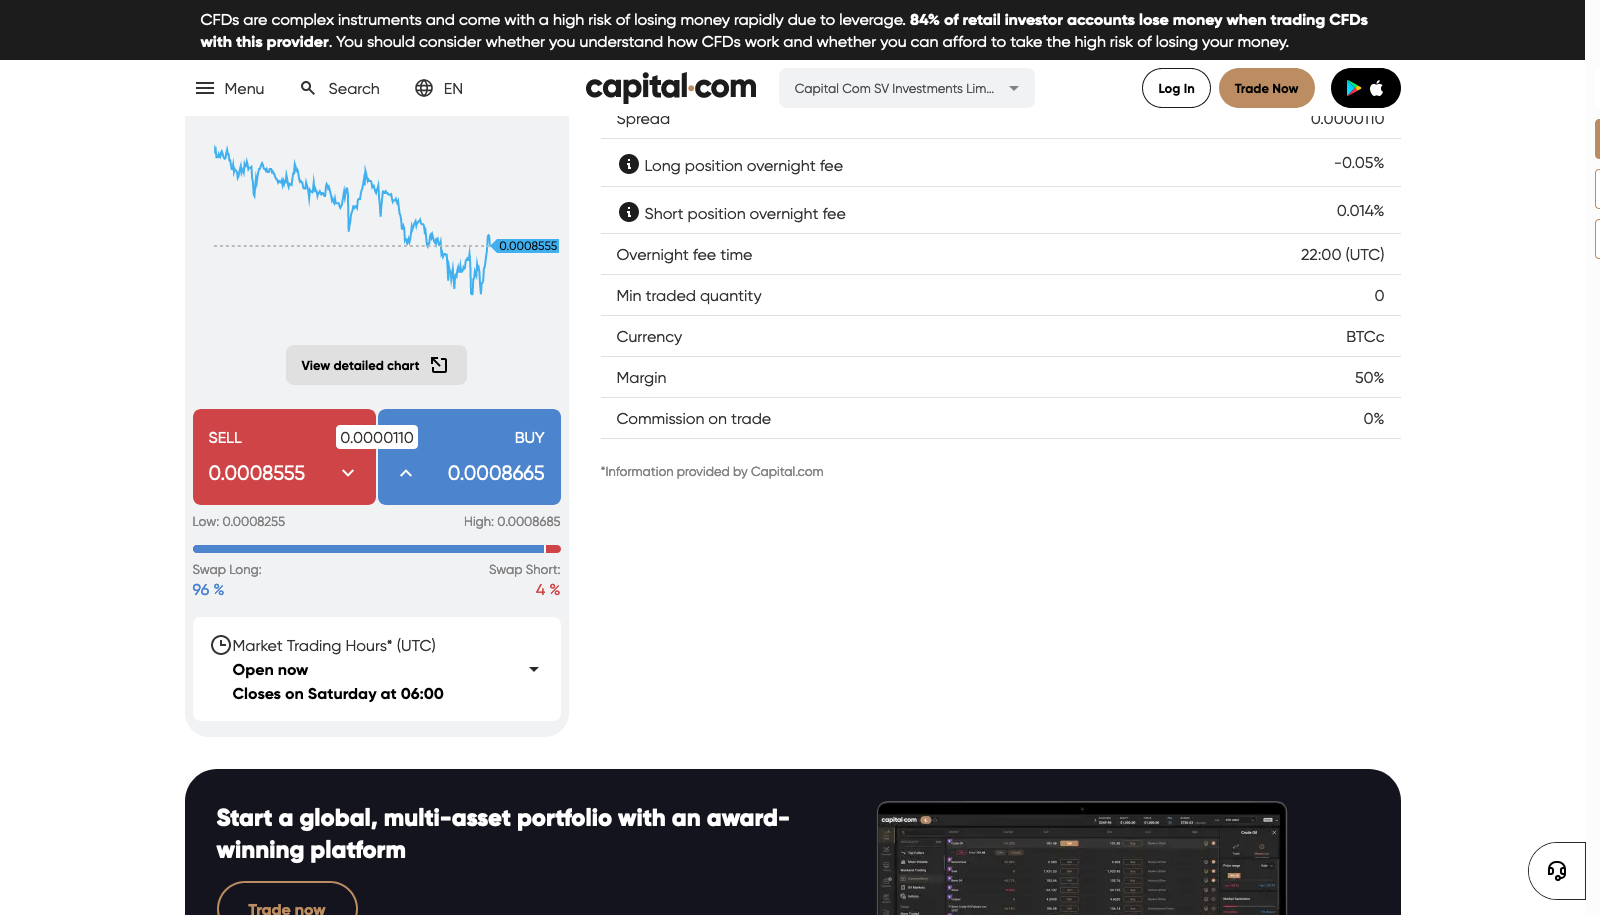 CFDs are complex instruments and come with a high risk of losing money rapidly due to leverage. 84% of retail investor accounts lose money when trading CFDs
with this provider. You should consider whether you understand how CFDs work and whether you can afford to take the high risk of losing your money.
Menu
Search
EN
capital.com
Capital Com SV Investments Lim...
Log In
Trade Now
Spread
0.0000110
Long position overnight fee
-0.05%
Short position overnight fee
0.014%
Overnight fee time
22:00 (UTC)
Min traded quantity
0
Currency
BTCc
Margin
50%
Commission on trade
0%
*Information provided by Capital.com
0.0008555
View detailed chart
SELL
0.0000110
BUY
0.0008555
0.0008665
Low: 0.0008255
High: 0.0008685
Swap Long:
Swap Short:
96 %
4 %
Market Trading Hours* (UTC)
Open now
Closes on Saturday at 06:00
Start a global, multi-asset portfolio with an award-
winning platform
Trade now
capital.com